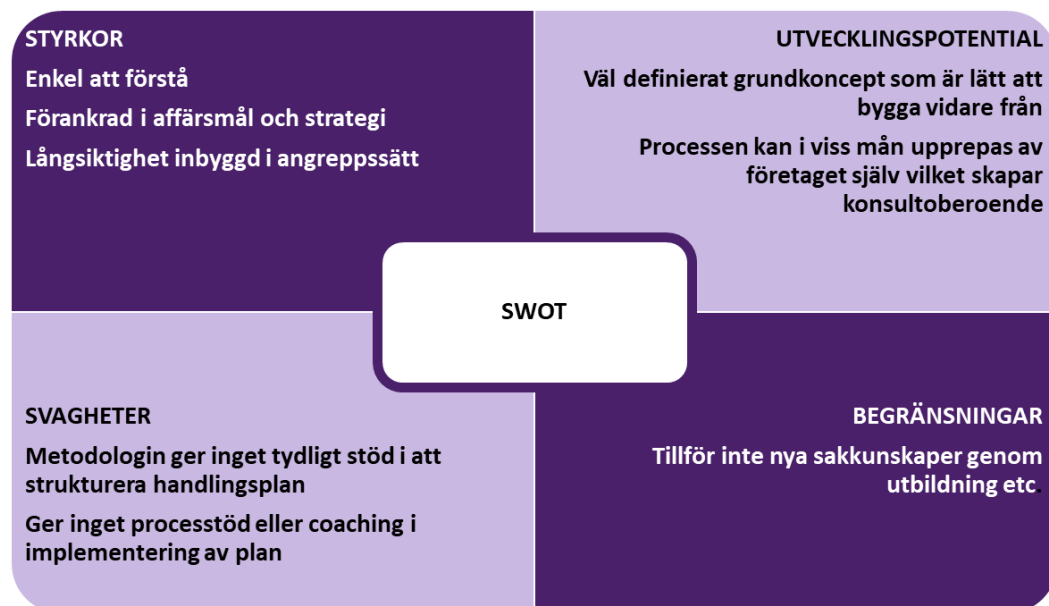 STYRKOR
Enkel att förstå
Förankrad i affärsmål och strategi
Långsiktighet inbyggd i angreppssätt
UTVECKLINGSPOTENTIAL
Väl definierat grundkoncept som är lätt att
bygga vidare från
Processen kan i viss mån upprepas av
företaget själv vilket skapar
konsultoberoende
SWOT
SVAGHETER
Metodologin ger inget tydligt stöd i att
strukturera handlingsplan
Ger inget processtöd eller coaching i
implementering av plan
BEGRÄNSNINGAR
Tillför inte nya sakkunskaper genom
utbildning etc.